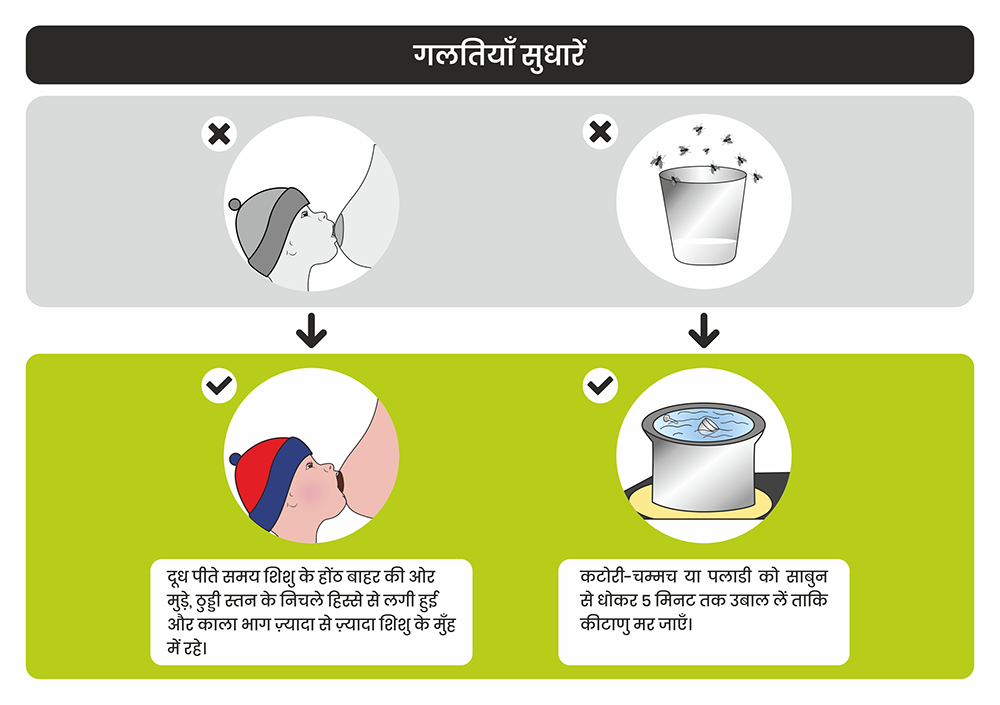 गलतियाँ सुधारें
दूध पीते समय शिशु के होंठ बाहर की ओर
मुड़े, ठुड्डी स्तन के निचले हिस्से से लगी हुई
और काला भाग ज़्यादा से ज़्यादा शिशु के मुँह
में रहे।
कटोरी-चम्मच या पलाडी को साबुन
से धोकर 5 मिनट तक उबाल लें ताकि
कीटाणु मर जाएँ।